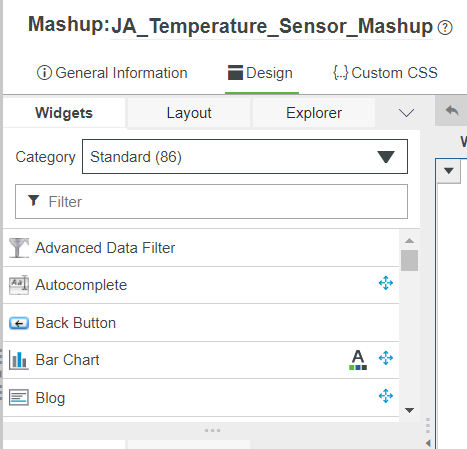 Mashup:JA_Temperature_Sensor_Mashup ?
i General Information Design {..} Custom CSS
Widgets Layout Explorer
Category Standard (86)
Filter
Advanced Data Filter
Autocomplete
Back Button
Bar Chart A
Blog